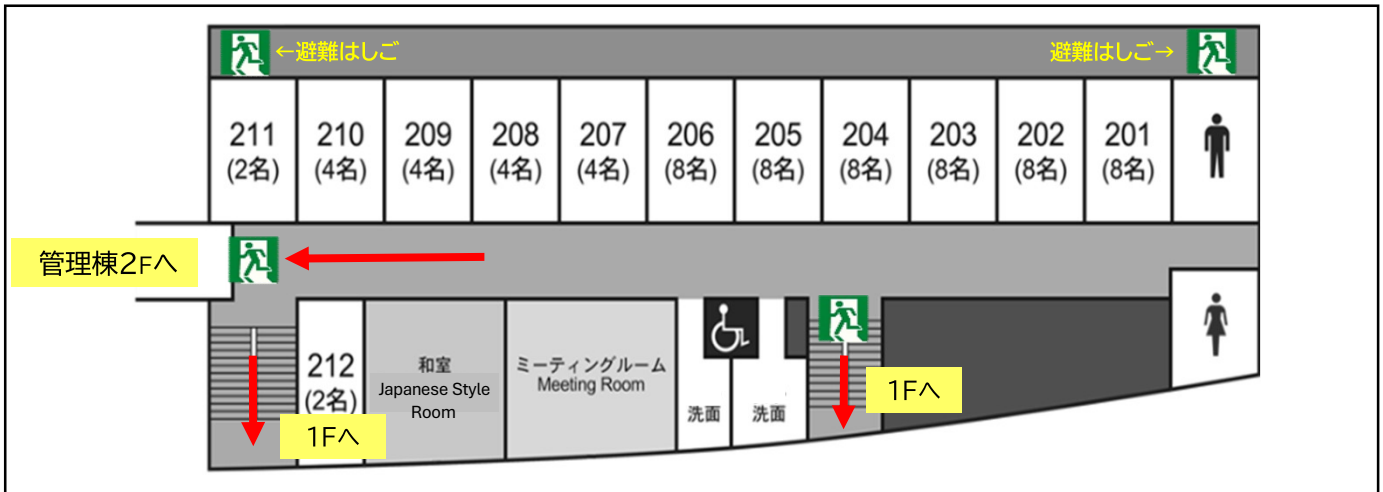 ←避難はしご
避難はしご→
211
(2名)
210
(4名)
209
(4名)
208
(4名)
207
(4名)
206
(8名)
205
(8名)
204
(8名)
203
(8名)
202
(8名)
201
(8名)
管理棟2Fへ
212
(2名)
和室
Japanese Style
Room
ミーティングルーム
Meeting Room
洗面
洗面
1Fへ
1Fへ